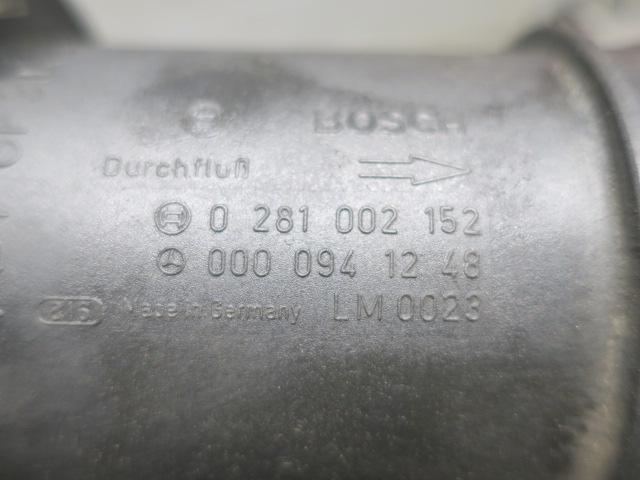 BOSCH
Durchfluß
0 281 002 152
000 094 12 48
Made in Germany LM 0023